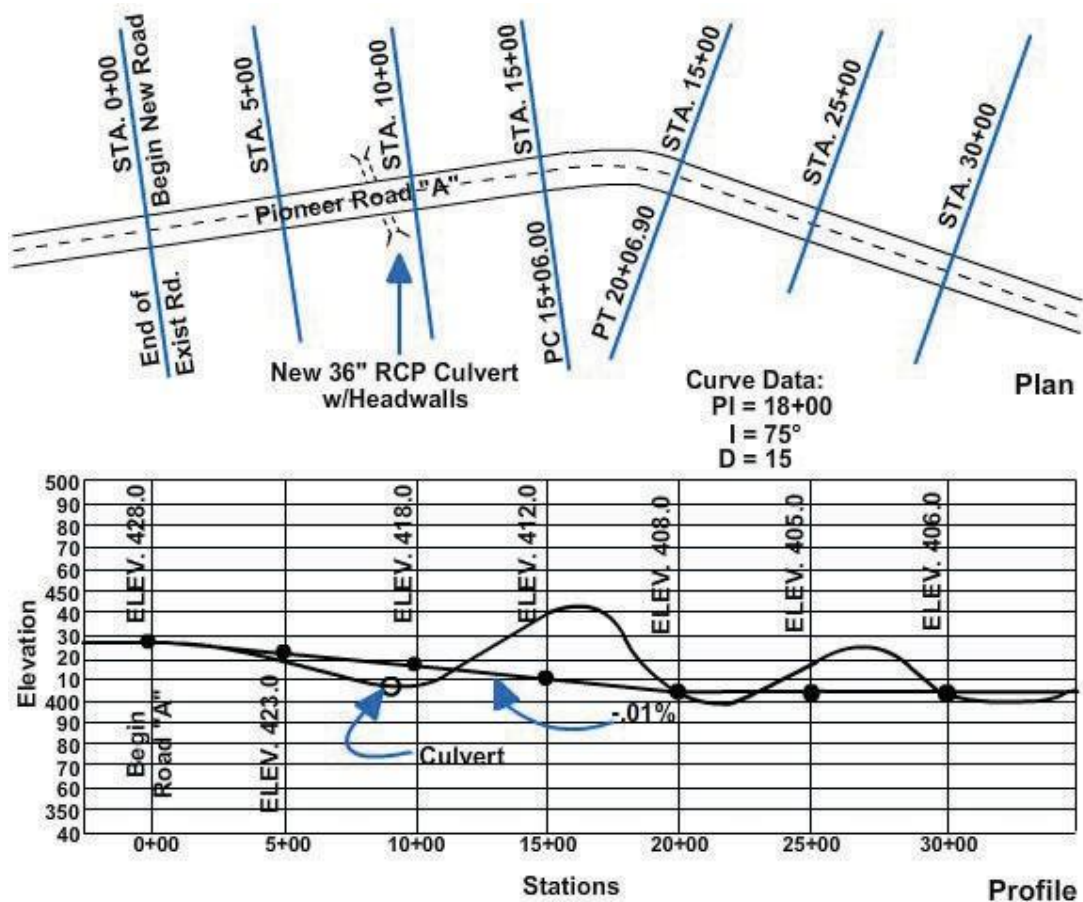 STA. 0+00
Begin New Road
STA. 5+00
STA. 10+00
STA. 15+00
STA. 15+00
STA. 25+00
STA. 30+00
Pioneer Road "A"
End of
Exist Rd.
PC 15+06.00
PT 20+06.90
New 36" RCP Culvert
w/Headwalls
Curve Data:
PI = 18+00
I = 75°
D = 15
Plan
500
90
80
70
60
450
40
30
20
10
400
90
80
70
60
350
40
Elevation
ELEV. 428.0
ELEV. 418.0
ELEV. 412.0
ELEV. 408.0
ELEV. 405.0
ELEV. 406.0
Begin
Road "A"
ELEV. 423.0
Culvert
-.01%
0+00
5+00
10+00
15+00
20+00
25+00
30+00
Stations
Profile